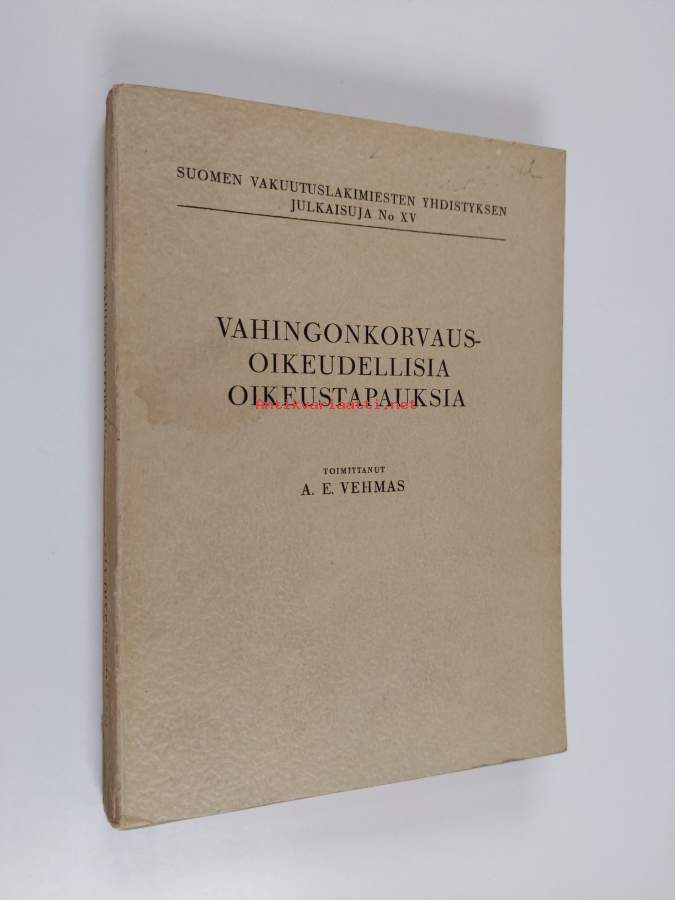 SUOMEN VAKUUTUSLAKIMIESTEN YHDISTYKSEN
JULKAISUJA No XV
VAHINGONKORVAUS-
OIKEUDELLISIA
OIKEUSTAPAUKSIA
Antikvariaatti.net
TOIMITTANUT
A. E. VEHMAS